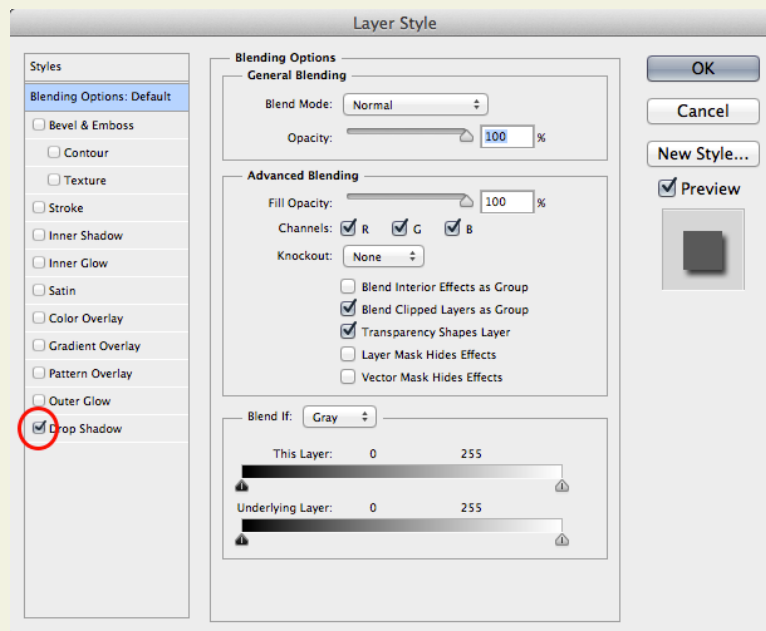 Layer Style
Styles
Blending Options: Default
Bevel & Emboss
Contour
Texture
Stroke
Inner Shadow
Inner Glow
Satin
Color Overlay
Gradient Overlay
Pattern Overlay
Outer Glow
Drop Shadow
Blending Options
General Blending
Blend Mode: Normal
Opacity: 100 %
Advanced Blending
Fill Opacity: 100 %
Channels: R G B
Knockout: None
Blend Interior Effects as Group
Blend Clipped Layers as Group
Transparency Shapes Layer
Layer Mask Hides Effects
Vector Mask Hides Effects
Blend If: Gray
This Layer: 0 255
Underlying Layer: 0 255
OK
Cancel
New Style...
Preview